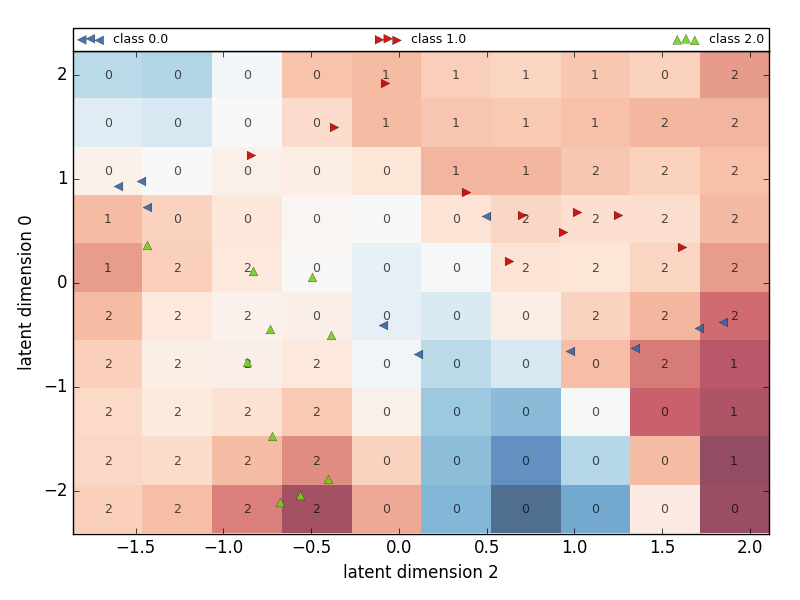 class 0.0 class 1.0 class 2.0
2 0 0 0 0 1 1 1 1 0 2
0 0 0 0 1 1 1 1 2 2
1 0 0 0 0 0 1 1 2 2 2
1 0 0 0 0 0 2 2 2 2
0 1 2 2 0 0 0 2 2 2 2
2 2 2 0 0 0 0 2 2 2
2 2 2 2 0 0 0 0 2 1
−1
2 2 2 2 0 0 0 0 0 1
2 2 2 2 0 0 0 0 0 1
−2 2 2 2 2 0 0 0 0 0 0
−1.5 −1.0 −0.5 0.0 0.5 1.0 1.5 2.0
latent dimension 2
latent dimension 0